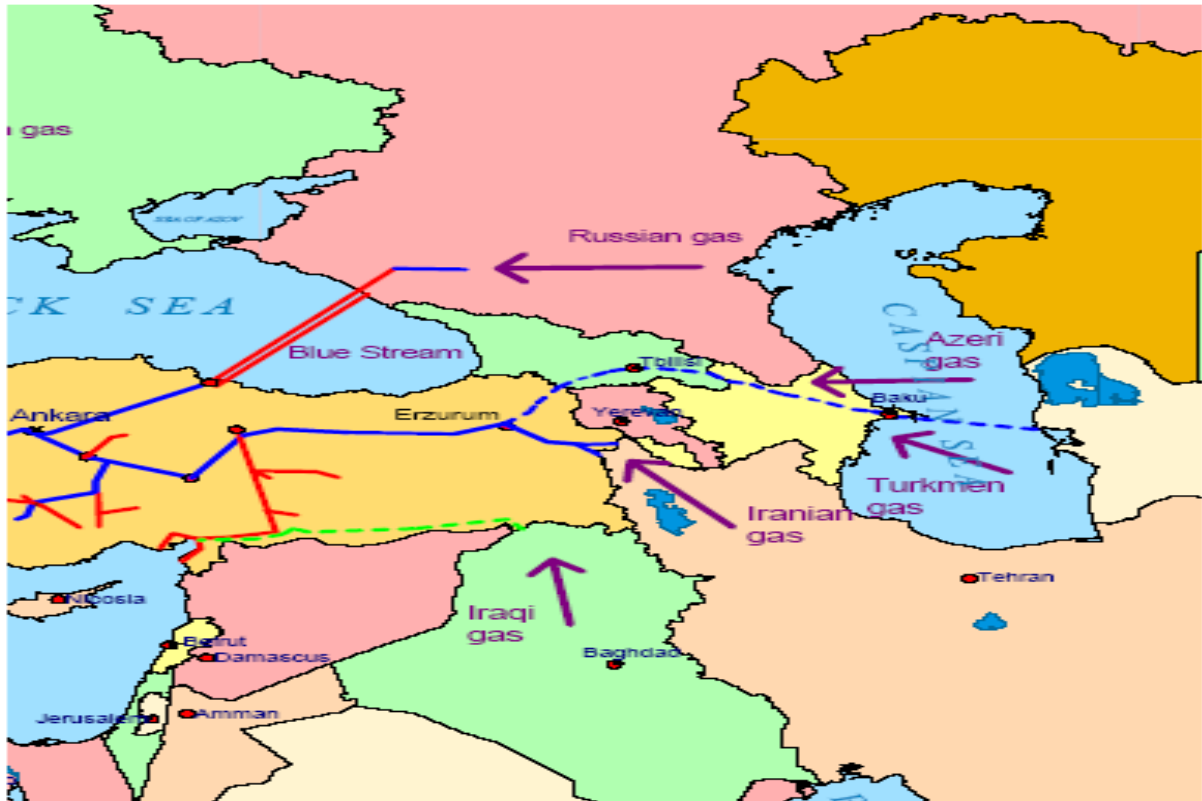 gas
SEA OF AZOV
Russian gas
CK SEA
CASPIAN SEA
Azeri
gas
Blue Stream
Tbilisi
Ankara
Erzurum
Yerevan
Baku
Turkmen
gas
Iranian
gas
Tehran
Nicosia
Iraqi
gas
Beirut
Damascus
Baghdad
Jerusalem
Amman